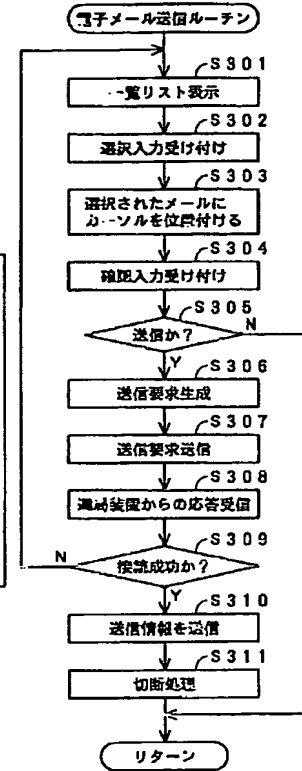 電子メール送信ルーチン
S301
一覧リスト表示
S302
選択入力受け付け
S303
選択されたメールに
カーソルを位置付ける
S304
確認入力受け付け
S305
送信か?
N
Y
S306
送信要求生成
S307
送信要求送信
S308
からの応答受信
S309
接続成功か?
N
Y
S310
送信情報を送信
S311
切断処理
リターン